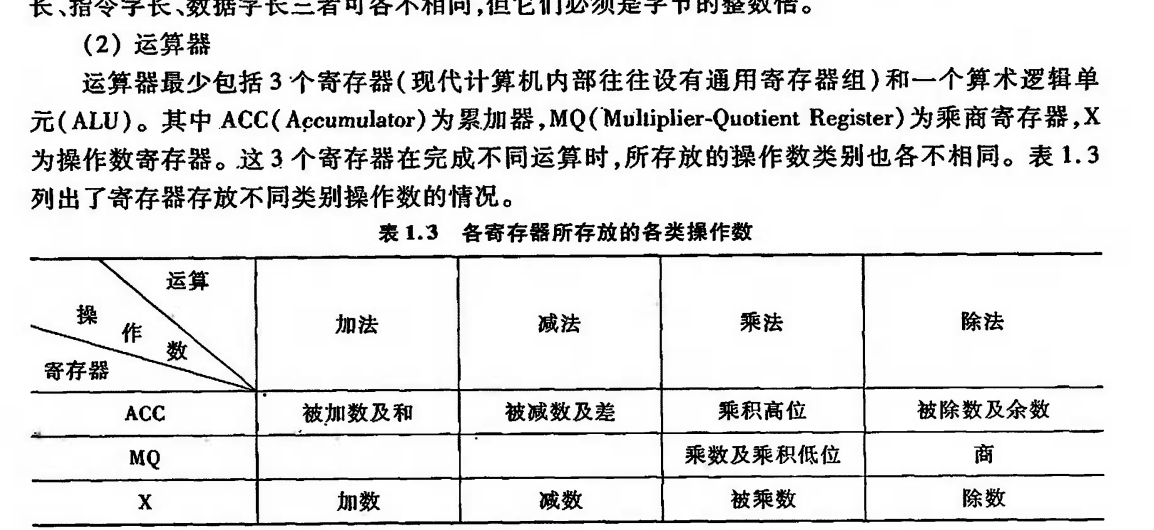 长、指令字长、数据字长三者可各不相同,但它们必须是字节的整数倍。
(2) 运算器
运算器最少包括 3 个寄存器(现代计算机内部往往设有通用寄存器组)和一个算术逻辑单
元(ALU)。其中 ACC(Accumulator)为累加器,MQ(Multiplier-Quotient Register)为乘商寄存器,X
为操作数寄存器。这 3 个寄存器在完成不同运算时,所存放的操作数类别也各不相同。表 1.3
列出了寄存器存放不同类别操作数的情况。
表 1.3 各寄存器所存放的各类操作数
运算
操作数
寄存器
加法 减法 乘法 除法
ACC 被加数及和 被减数及差 乘积高位 被除数及余数
MQ 乘数及乘积低位 商
X 加数 减数 被乘数 除数